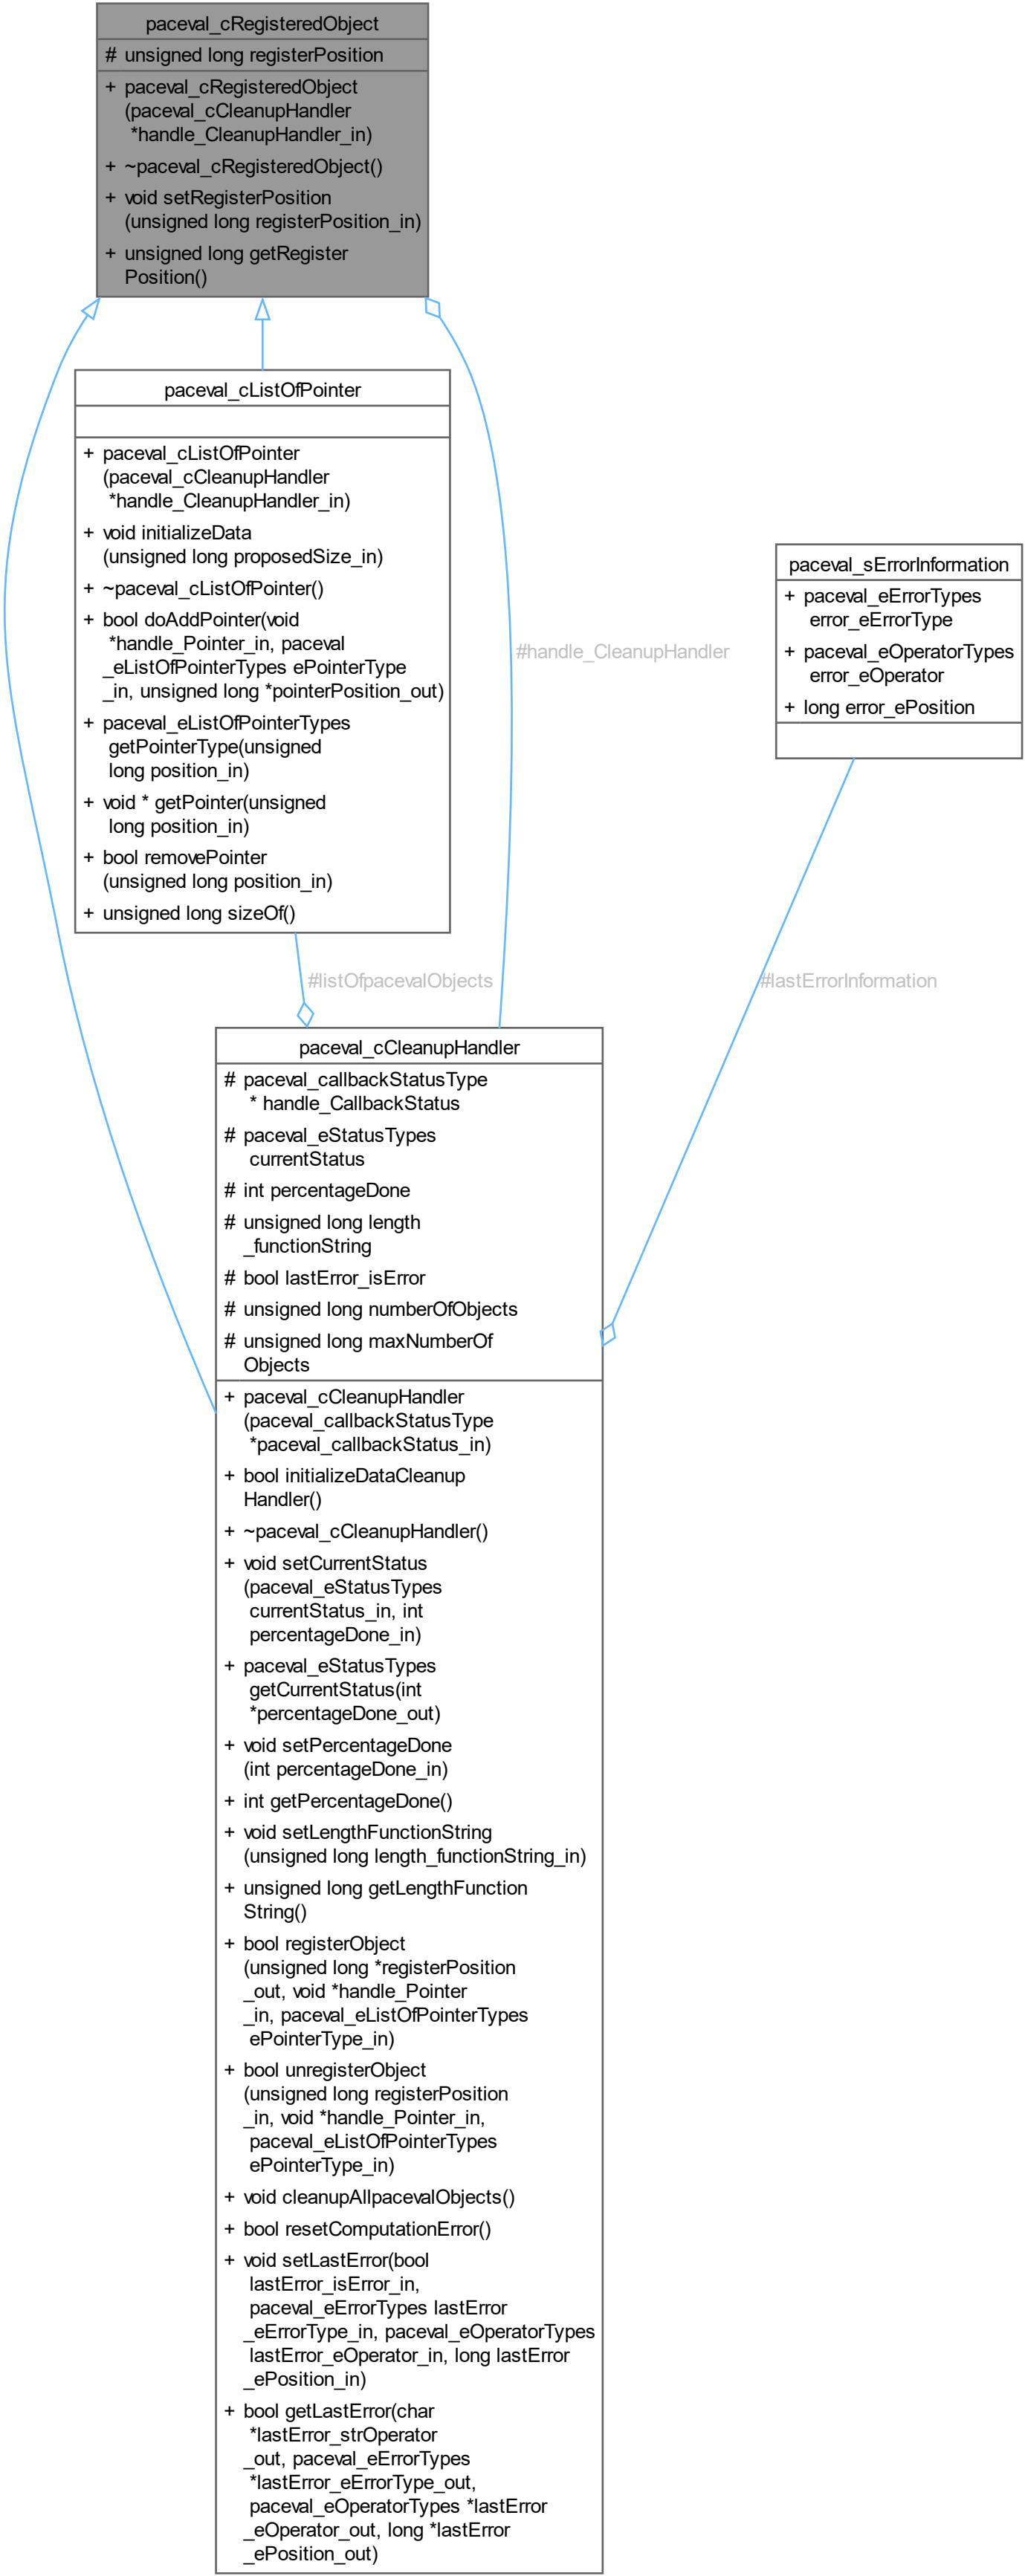 paceval_cRegisteredObject
# unsigned long registerPosition
+ paceval_cRegisteredObject
(paceval_cCleanupHandler
*handle_CleanupHandler_in)
+ ~paceval_cRegisteredObject()
+ void setRegisterPosition
(unsigned long registerPosition_in)
+ unsigned long getRegister
Position()
paceval_cListOfPointer
+ paceval_cListOfPointer
(paceval_cCleanupHandler
*handle_CleanupHandler_in)
+ void initializeData
(unsigned long proposedSize_in)
+ ~paceval_cListOfPointer()
+ bool doAddPointer(void
*handle_Pointer_in, paceval
_eListOfPointerTypes ePointerType
_in, unsigned long *pointerPosition_out)
+ paceval_eListOfPointerTypes
getPointerType(unsigned
long position_in)
+ void * getPointer(unsigned
long position_in)
+ bool removePointer
(unsigned long position_in)
+ unsigned long sizeOf()
#handle_CleanupHandler
paceval_sErrorInformation
+ paceval_eErrorTypes
error_eErrorType
+ paceval_eOperatorTypes
error_eOperator
+ long error_ePosition
#listOfpacevalObjects
#lastErrorInformation
paceval_cCleanupHandler
# paceval_callbackStatusType
* handle_CallbackStatus
# paceval_eStatusTypes
currentStatus
# int percentageDone
# unsigned long length
_functionString
# bool lastError_isError
# unsigned long numberOfObjects
# unsigned long maxNumberOf
Objects
+ paceval_cCleanupHandler
(paceval_callbackStatusType
*paceval_callbackStatus_in)
+ bool initializeDataCleanup
Handler()
+ ~paceval_cCleanupHandler()
+ void setCurrentStatus
(paceval_eStatusTypes
currentStatus_in, int
percentageDone_in)
+ paceval_eStatusTypes
getCurrentStatus(int
*percentageDone_out)
+ void setPercentageDone
(int percentageDone_in)
+ int getPercentageDone()
+ void setLengthFunctionString
(unsigned long length_functionString_in)
+ unsigned long getLengthFunction
String()
+ bool registerObject
(unsigned long *registerPosition
_out, void *handle_Pointer
_in, paceval_eListOfPointerTypes
ePointerType_in)
+ bool unregisterObject
(unsigned long registerPosition
_in, void *handle_Pointer_in,
paceval_eListOfPointerTypes
ePointerType_in)
+ void cleanupAllpacevalObjects()
+ bool resetComputationError()
+ void setLastError(bool
lastError_isError_in,
paceval_eErrorTypes lastError
_eErrorType_in, paceval_eOperatorTypes
lastError_eOperator_in, long lastError
_ePosition_in)
+ bool getLastError(char
*lastError_strOperator
_out, paceval_eErrorTypes
*lastError_eErrorType_out,
paceval_eOperatorTypes *lastError
_eOperator_out, long *lastError
_ePosition_out)